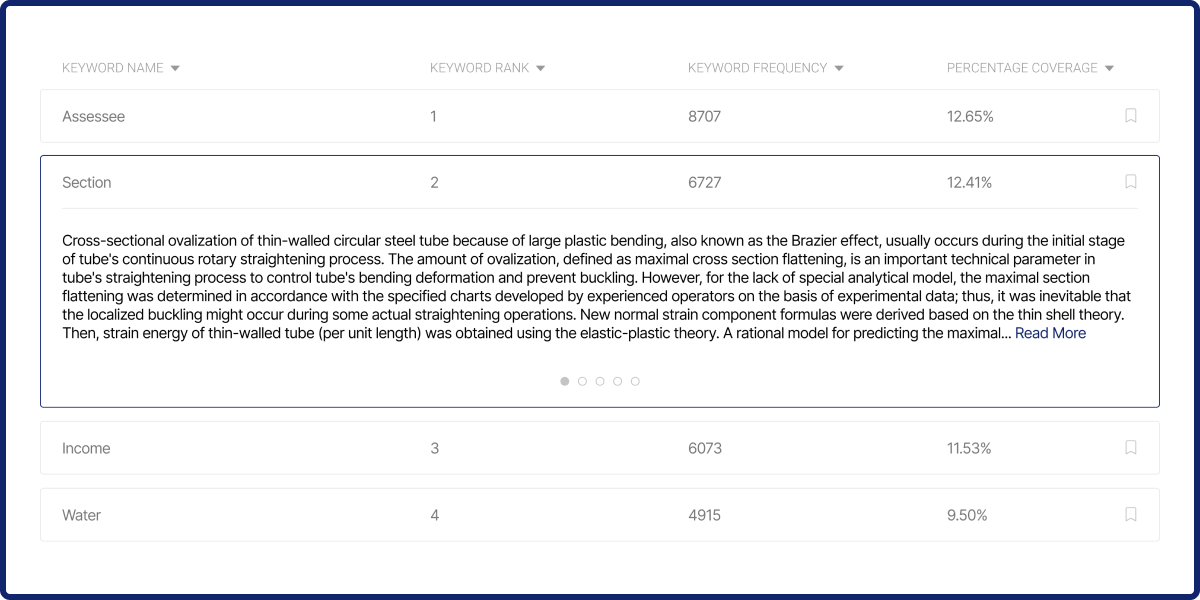 KEYWORD NAME KEYWORD RANK KEYWORD FREQUENCY PERCENTAGE COVERAGE
Assessee 1 8707 12.65%
Section 2 6727 12.41%
Cross-sectional ovalization of thin-walled circular steel tube because of large plastic bending, also known as the Brazier effect, usually occurs during the initial stage
of tube's continuous rotary straightening process. The amount of ovalization, defined as maximal cross section flattening, is an important technical parameter in
tube's straightening process to control tube's bending deformation and prevent buckling. However, for the lack of special analytical model, the maximal section
flattening was determined in accordance with the specified charts developed by experienced operators on the basis of experimental data; thus, it was inevitable that
the localized buckling might occur during some actual straightening operations. New normal strain component formulas were derived based on the thin shell theory.
Then, strain energy of thin-walled tube (per unit length) was obtained using the elastic-plastic theory. A rational model for predicting the maximal... Read More
Income 3 6073 11.53%
Water 4 4915 9.50%